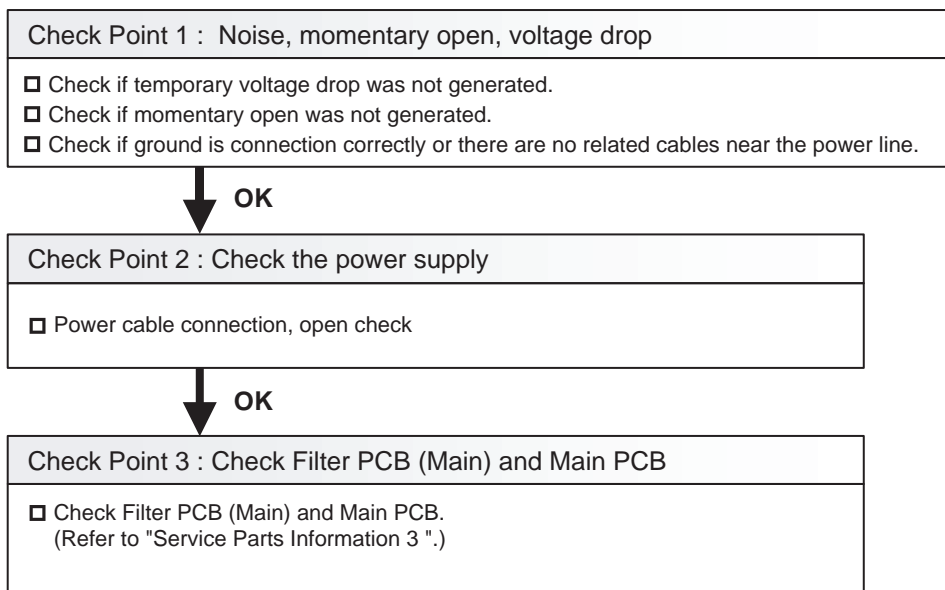 Check Point 1 :  Noise, momentary open, voltage drop
☐ Check if temporary voltage drop was not generated.
☐ Check if momentary open was not generated.
☐ Check if ground is connection correctly or there are no related cables near the power line.
OK
Check Point 2 : Check the power supply
☐ Power cable connection, open check
OK
Check Point 3 : Check Filter PCB (Main) and Main PCB
☐ Check Filter PCB (Main) and Main PCB.
(Refer to "Service Parts Information 3 ".)